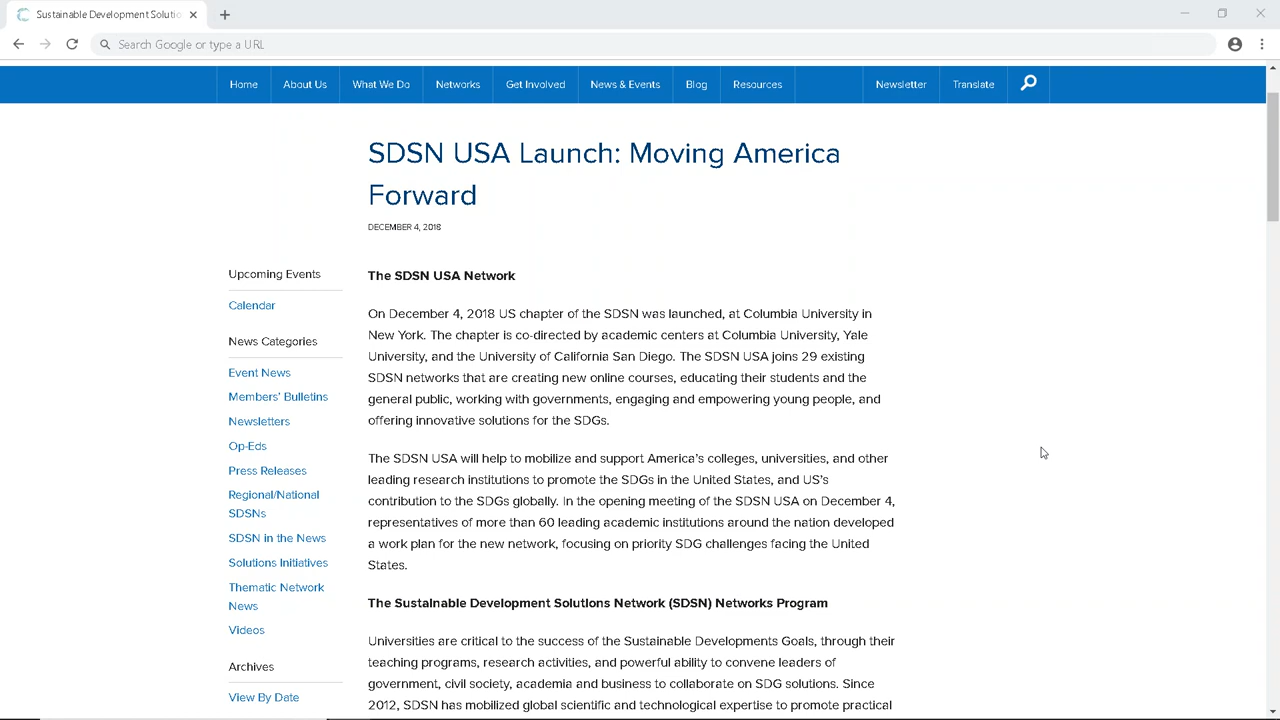 Sustainable Development Solutio
Search Google or type a URL
Home About Us What We Do Networks Get Involved News & Events Blog Resources Newsletter Translate
SDSN USA Launch: Moving America
Forward
DECEMBER 4, 2018
Upcoming Events
Calendar
News Categories
Event News
Members' Bulletins
Newsletters
Op-Eds
Press Releases
Regional/National
SDSNs
SDSN in the News
Solutions Initiatives
Thematic Network
News
Videos
Archives
View By Date
The SDSN USA Network
On December 4, 2018 US chapter of the SDSN was launched, at Columbia University in
New York. The chapter is co-directed by academic centers at Columbia University, Yale
University, and the University of California San Diego. The SDSN USA joins 29 existing
SDSN networks that are creating new online courses, educating their students and the
general public, working with governments, engaging and empowering young people, and
offering innovative solutions for the SDGs.
The SDSN USA will help to mobilize and support America's colleges, universities, and other
leading research institutions to promote the SDGs in the United States, and US's
contribution to the SDGs globally. In the opening meeting of the SDSN USA on December 4,
representatives of more than 60 leading academic institutions around the nation developed
a work plan for the new network, focusing on priority SDG challenges facing the United
States.
The Sustainable Development Solutions Network (SDSN) Networks Program
Universities are critical to the success of the Sustainable Developments Goals, through their
teaching programs, research activities, and powerful ability to convene leaders of
government, civil society, academia and business to collaborate on SDG solutions. Since
2012, SDSN has mobilized global scientific and technological expertise to promote practical